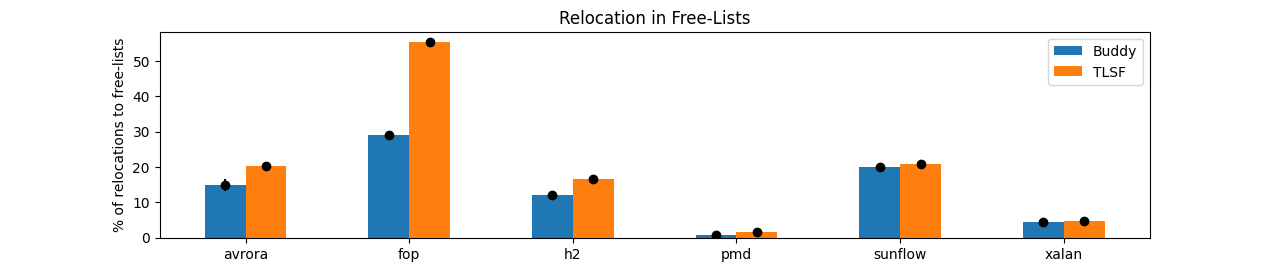 Relocation in Free-Lists
% of relocations to free-lists
50
40
30
20
10
0
Buddy
TLSF
avrora
fop
h2
pmd
sunflow
xalan